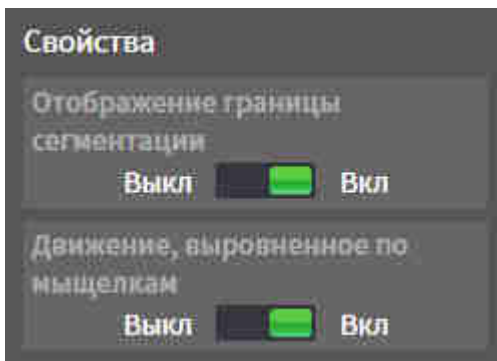 Свойства
Отображение границы
сегментации
Выкл Вкл
Движение, выровненное по
мыщелкам
Выкл Вкл